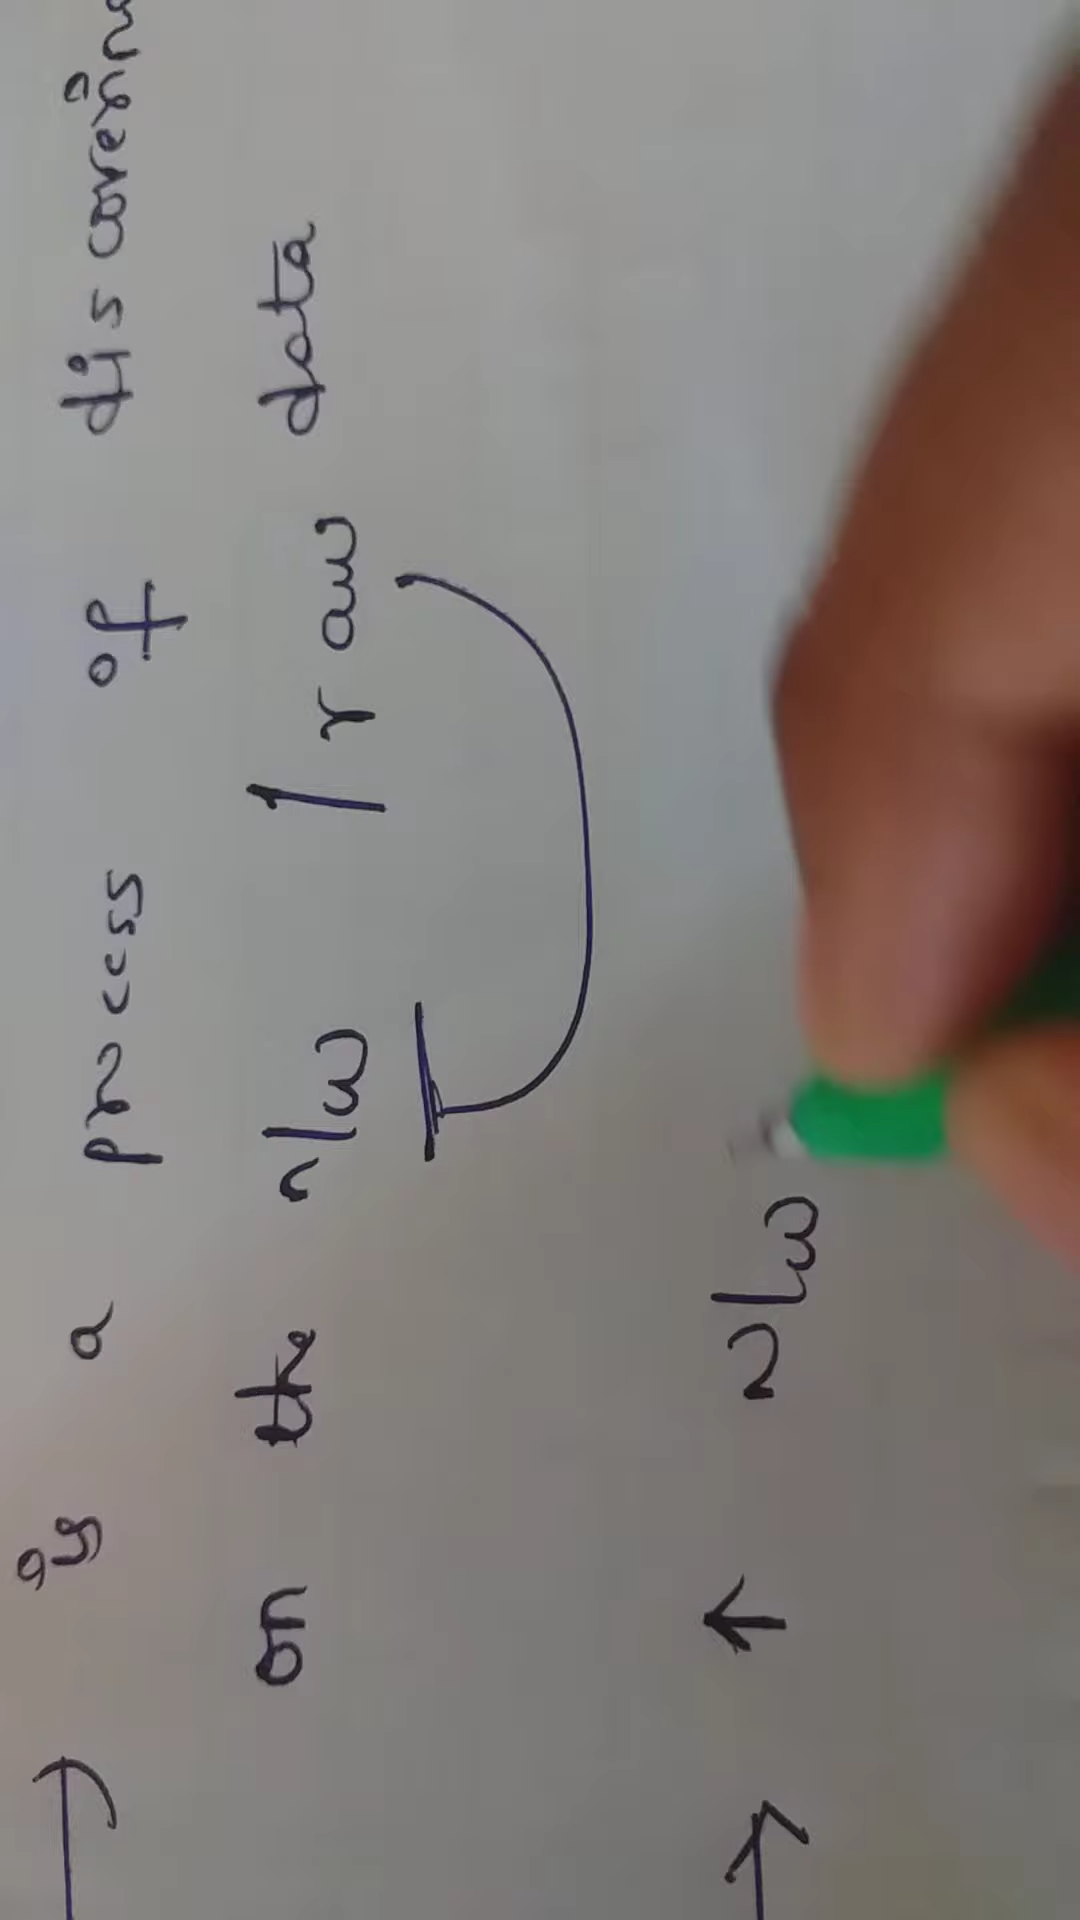 → is a process of discovering
on the n/w / raw data
→ ↑ n/w